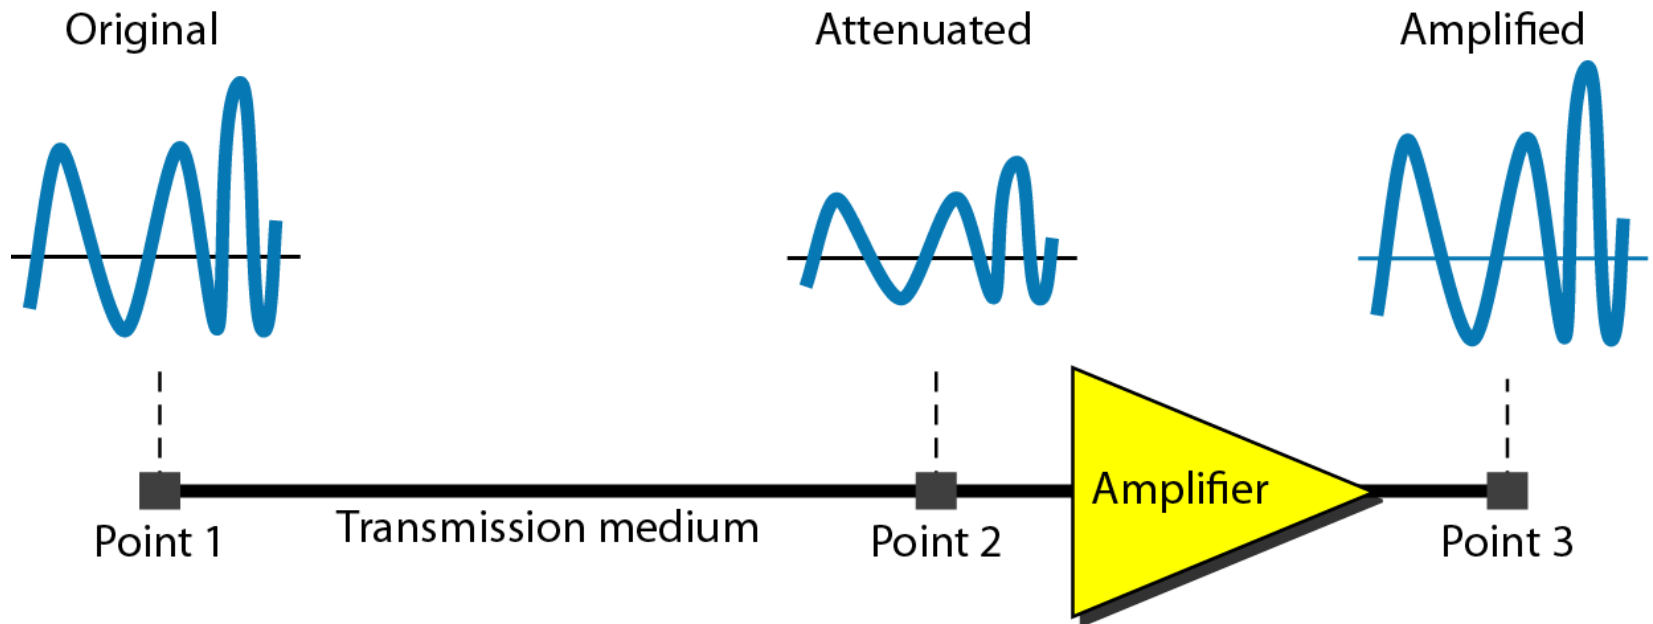 Original
Attenuated
Amplified
Amplifier
Transmission medium
Point 1
Point 2
Point 3